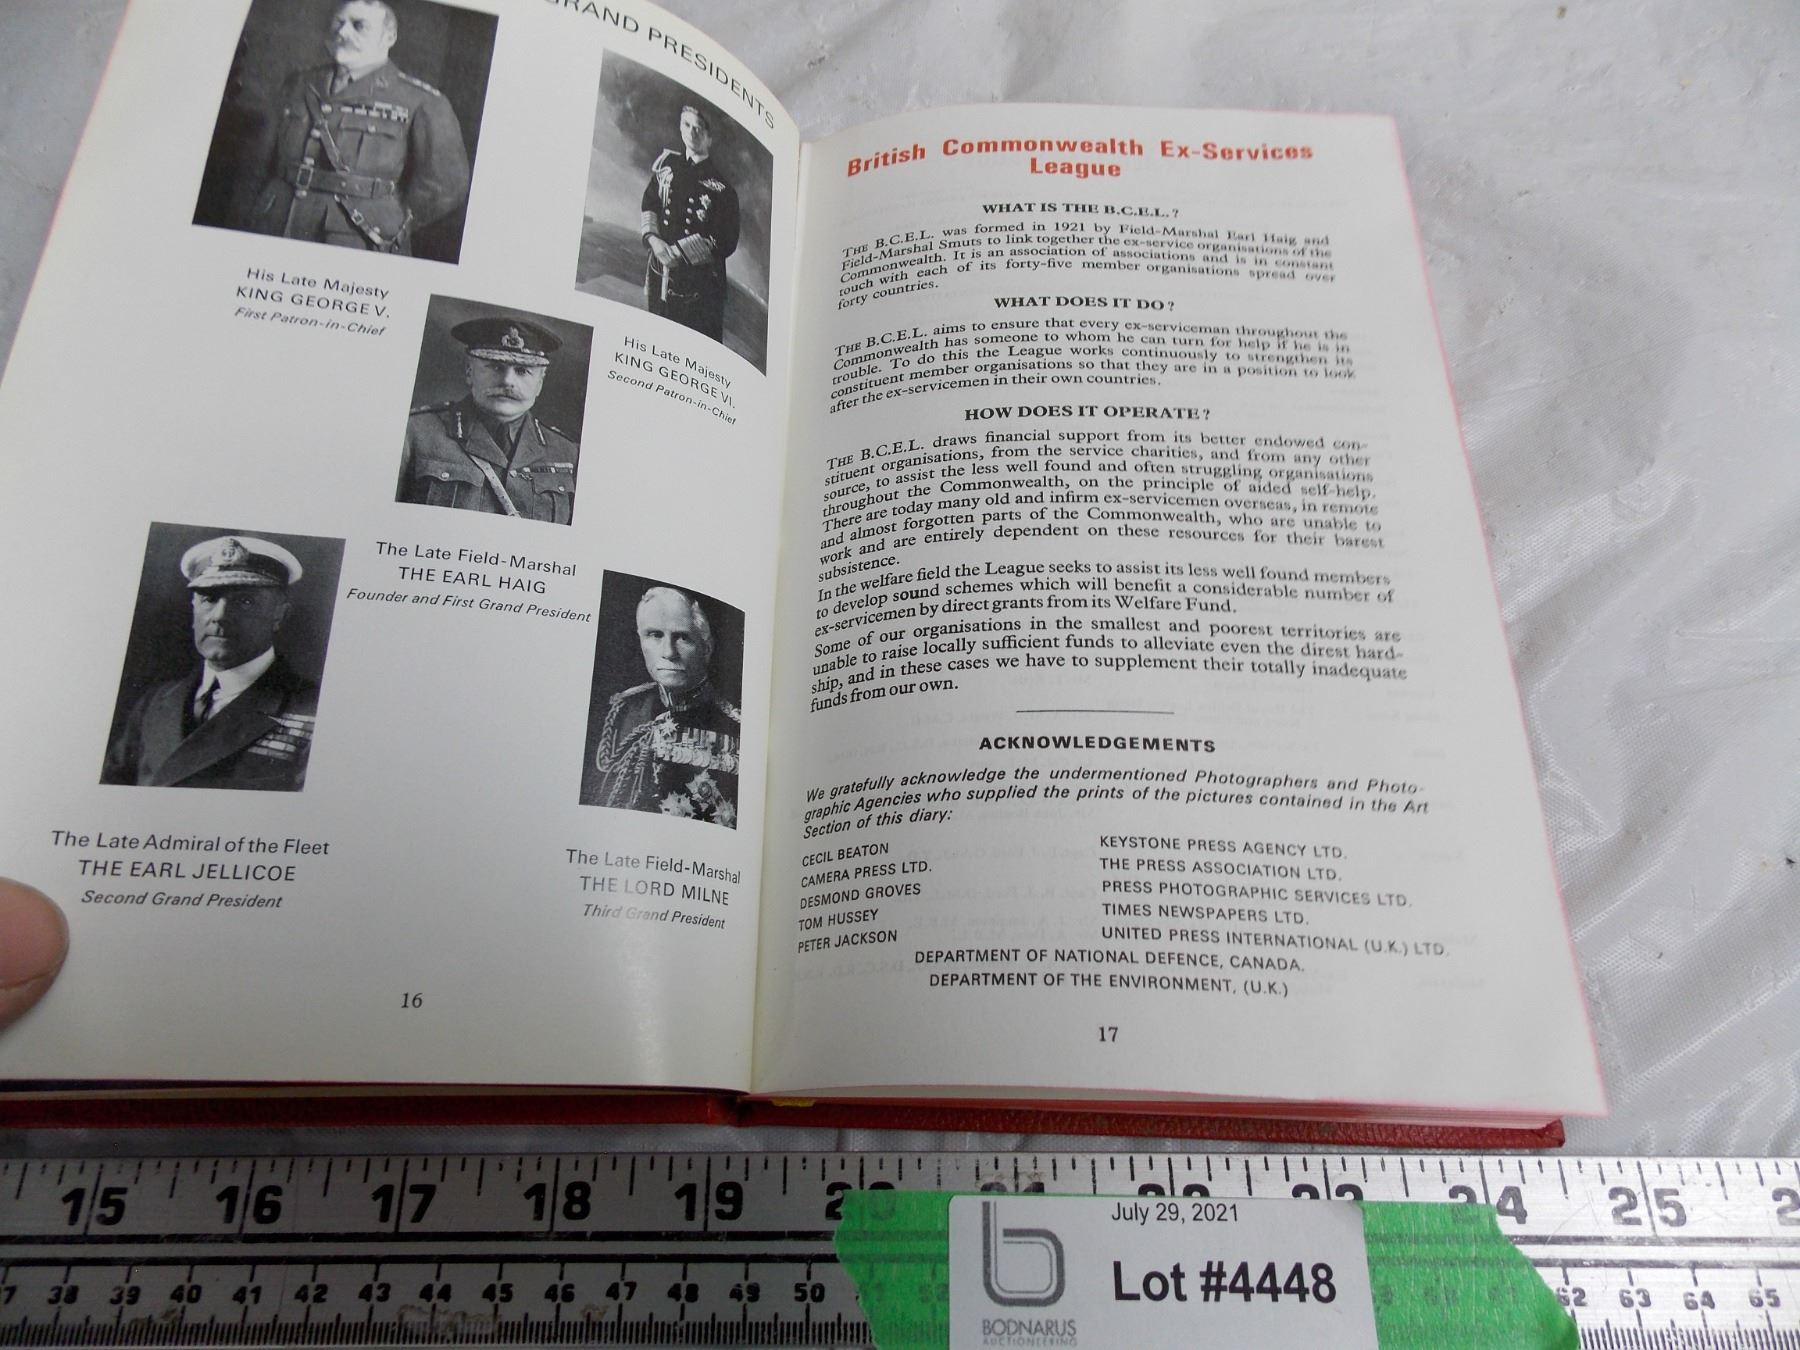 GRAND PRESIDENTS
His Late Majesty
KING GEORGE V.
First Patron-in-Chief
His Late Majesty
KING GEORGE VI.
Second Patron-in-Chief
The Late Field-Marshal
THE EARL HAIG
Founder and First Grand President
The Late Admiral of the Fleet
THE EARL JELLICOE
Second Grand President
The Late Field-Marshal
THE LORD MILNE
Third Grand President
16
British Commonwealth Ex-Services
League
WHAT IS THE B.C.E.L.?
THE B.C.E.L. was formed in 1921 by Field-Marshal Earl Haig and
Field-Marshal Smuts to link together the ex-service organisations of the
Commonwealth. It is an association of associations and is in constant
touch with each of its forty-five member organisations spread over
forty countries.
WHAT DOES IT DO?
THE B.C.E.L. aims to ensure that every ex-serviceman throughout the
Commonwealth has someone to whom he can turn for help if he is in
trouble. To do this the League works continuously to strengthen its
constituent member organisations so that they are in a position to look
after the ex-servicemen in their own countries.
HOW DOES IT OPERATE?
THE B.C.E.L. draws financial support from its better endowed con-
stituent organisations, from the service charities, and from any other
source, to assist the less well found and often struggling organisations
throughout the Commonwealth, on the principle of aided self-help.
There are today many old and infirm ex-servicemen overseas, in remote
and almost forgotten parts of the Commonwealth, who are unable to
work and are entirely dependent on these resources for their barest
subsistence.
In the welfare field the League seeks to assist its less well found members
to develop sound schemes which will benefit a considerable number of
ex-servicemen by direct grants from its Welfare Fund.
Some of our organisations in the smallest and poorest territories are
unable to raise locally sufficient funds to alleviate even the direst hard-
ship, and in these cases we have to supplement their totally inadequate
funds from our own.
ACKNOWLEDGEMENTS
We gratefully acknowledge the undermentioned Photographers and Photo-
graphic Agencies who supplied the prints of the pictures contained in the Art
Section of this diary:
CECIL BEATON
CAMERA PRESS LTD.
DESMOND GROVES
TOM HUSSEY
PETER JACKSON
KEYSTONE PRESS AGENCY LTD.
THE PRESS ASSOCIATION LTD.
PRESS PHOTOGRAPHIC SERVICES LTD.
TIMES NEWSPAPERS LTD.
UNITED PRESS INTERNATIONAL (U.K.) LTD.
DEPARTMENT OF NATIONAL DEFENCE, CANADA.
DEPARTMENT OF THE ENVIRONMENT, (U.K.)
17
15 16 17 18 19 20 21 22 23 24 25
38 39 40 41 42 43 44 45 46 47 48 49 50 62 63 64 65
July 29, 2021
Lot #4448
BODNARUS
AUCTIONEERING